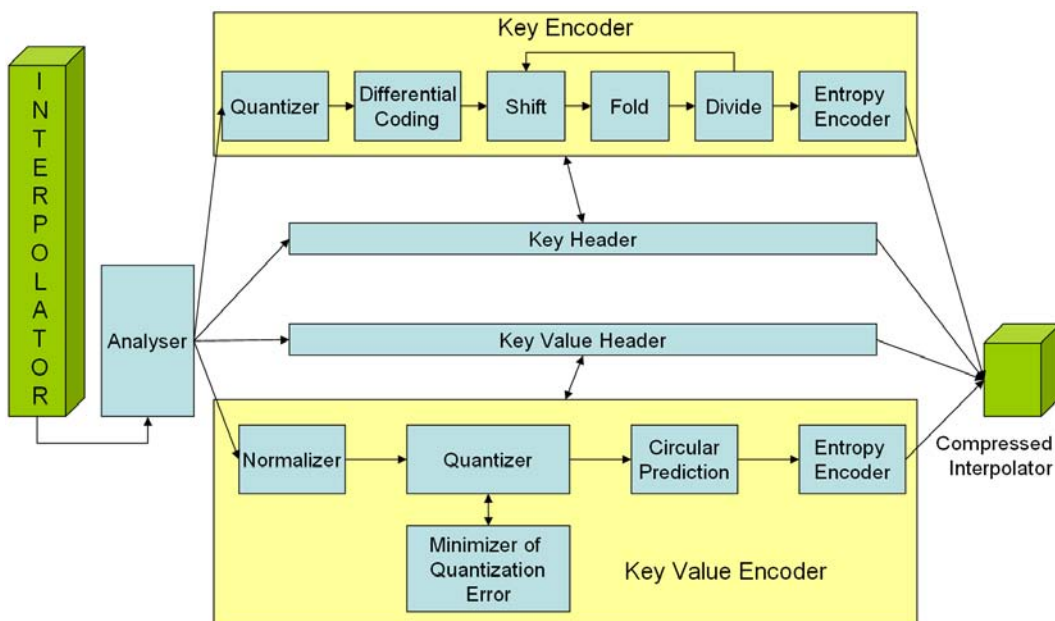 INTERPOLATOR
Key Encoder
Quantizer
Differential
Coding
Shift
Fold
Divide
Entropy
Encoder
Key Header
Analyser
Key Value Header
Normalizer
Quantizer
Circular
Prediction
Entropy
Encoder
Compressed
Interpolator
Minimizer of
Quantization
Error
Key Value Encoder